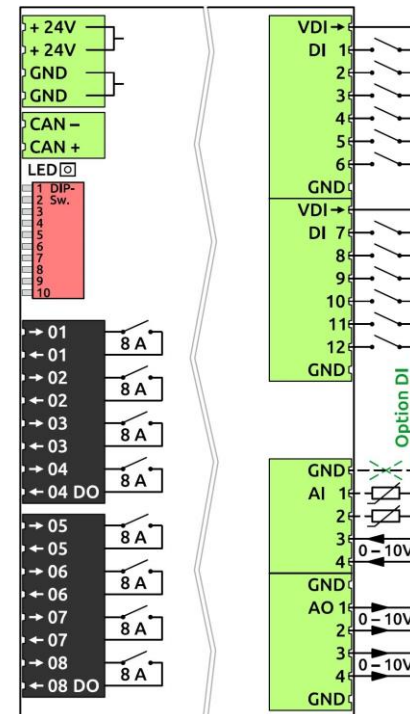 + 24V
+ 24V
GND
GND
CAN –
CAN +
LED
1 DIP-
2 Sw.
3
4
5
6
7
8
9
10
→ 01
← 01
8 A
→ 02
← 02
8 A
→ 03
← 03
8 A
→ 04
← 04 DO
8 A
→ 05
← 05
8 A
→ 06
← 06
8 A
→ 07
← 07
8 A
→ 08
← 08 DO
8 A
VDI →
DI 1
2
3
4
5
6
GND
VDI →
DI 7
8
9
10
11
12
GND
Option DI
GND
AI 1
2
3
0 – 10V
4
GND
AO 1
2
3
0 – 10V
0 – 10V
4
GND